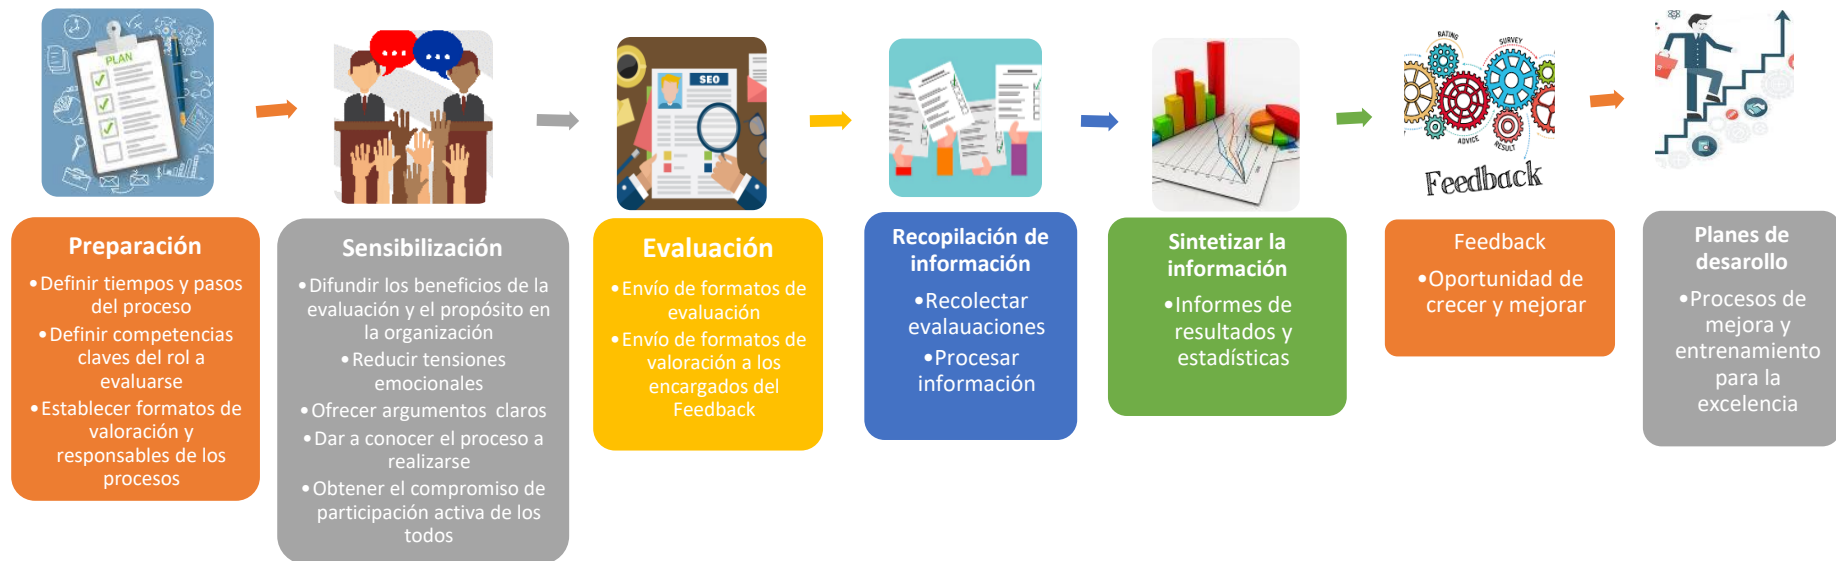 PLAN
SEO
RATING
SURVEY
ADVICE
RESULT
Feedback
Preparación
•Definir tiempos y pasos
del proceso
•Definir competencias
claves del rol a
evaluarse
•Establecer formatos de
valoración y
responsables de los
procesos
Sensibilización
•Difundir los beneficios de la
evaluación y el propósito en
la organización
•Reducir tensiones
emocionales
•Ofrecer argumentos claros
•Dar a conocer el proceso a
realizarse
•Obtener el compromiso de
participación activa de los
todos
Evaluación
•Envío de formatos de
evaluación
•Envío de formatos de
valoración a los
encargados del
Feedback
Recopilación de
información
•Recolectar
evalauaciones
•Procesar
información
Sintetizar la
información
•Informes de
resultados y
estadísticas
Feedback
•Oportunidad de
crecer y mejorar
Planes de
desarollo
•Procesos de
mejora y
entrenamiento
para la
excelencia